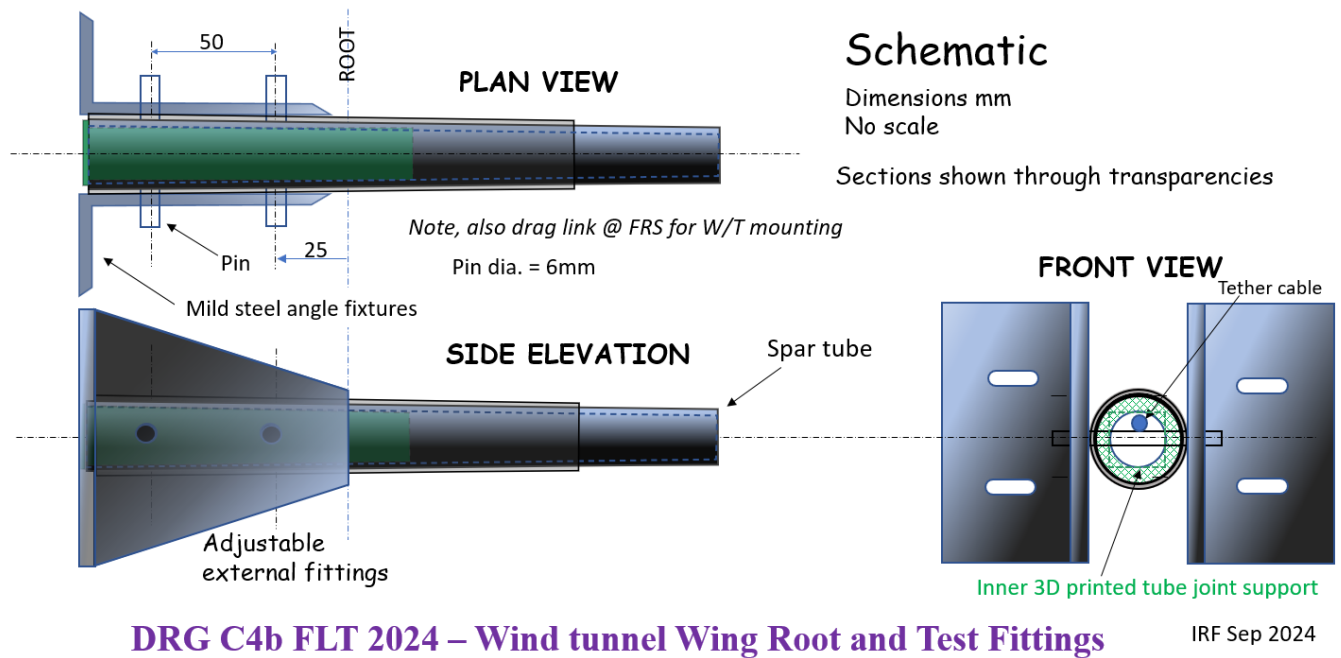 50
ROOT
PLAN VIEW
Schematic
Dimensions mm
No scale
Sections shown through transparencies
Note, also drag link @ FRS for W/T mounting
25
Pin
Pin dia. = 6mm
FRONT VIEW
Tether cable
Mild steel angle fixtures
SIDE ELEVATION
Spar tube
Adjustable
external fittings
Inner 3D printed tube joint support
DRG C4b FLT 2024 – Wind tunnel Wing Root and Test Fittings
IRF Sep 2024